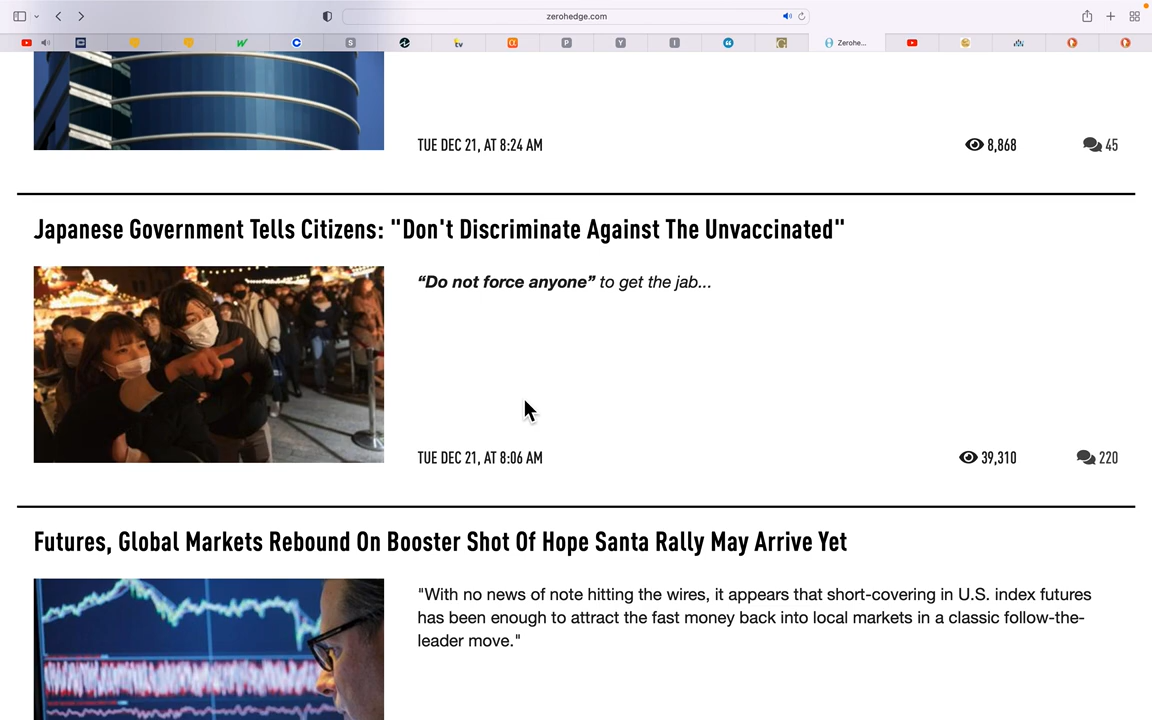 zerohedge.com
Zerohe...
TUE DEC 21, AT 8:24 AM 8,868 45
Japanese Government Tells Citizens: "Don't Discriminate Against The Unvaccinated"
“Do not force anyone” to get the jab...
TUE DEC 21, AT 8:06 AM 39,310 220
Futures, Global Markets Rebound On Booster Shot Of Hope Santa Rally May Arrive Yet
"With no news of note hitting the wires, it appears that short-covering in U.S. index futures
has been enough to attract the fast money back into local markets in a classic follow-the-
leader move."